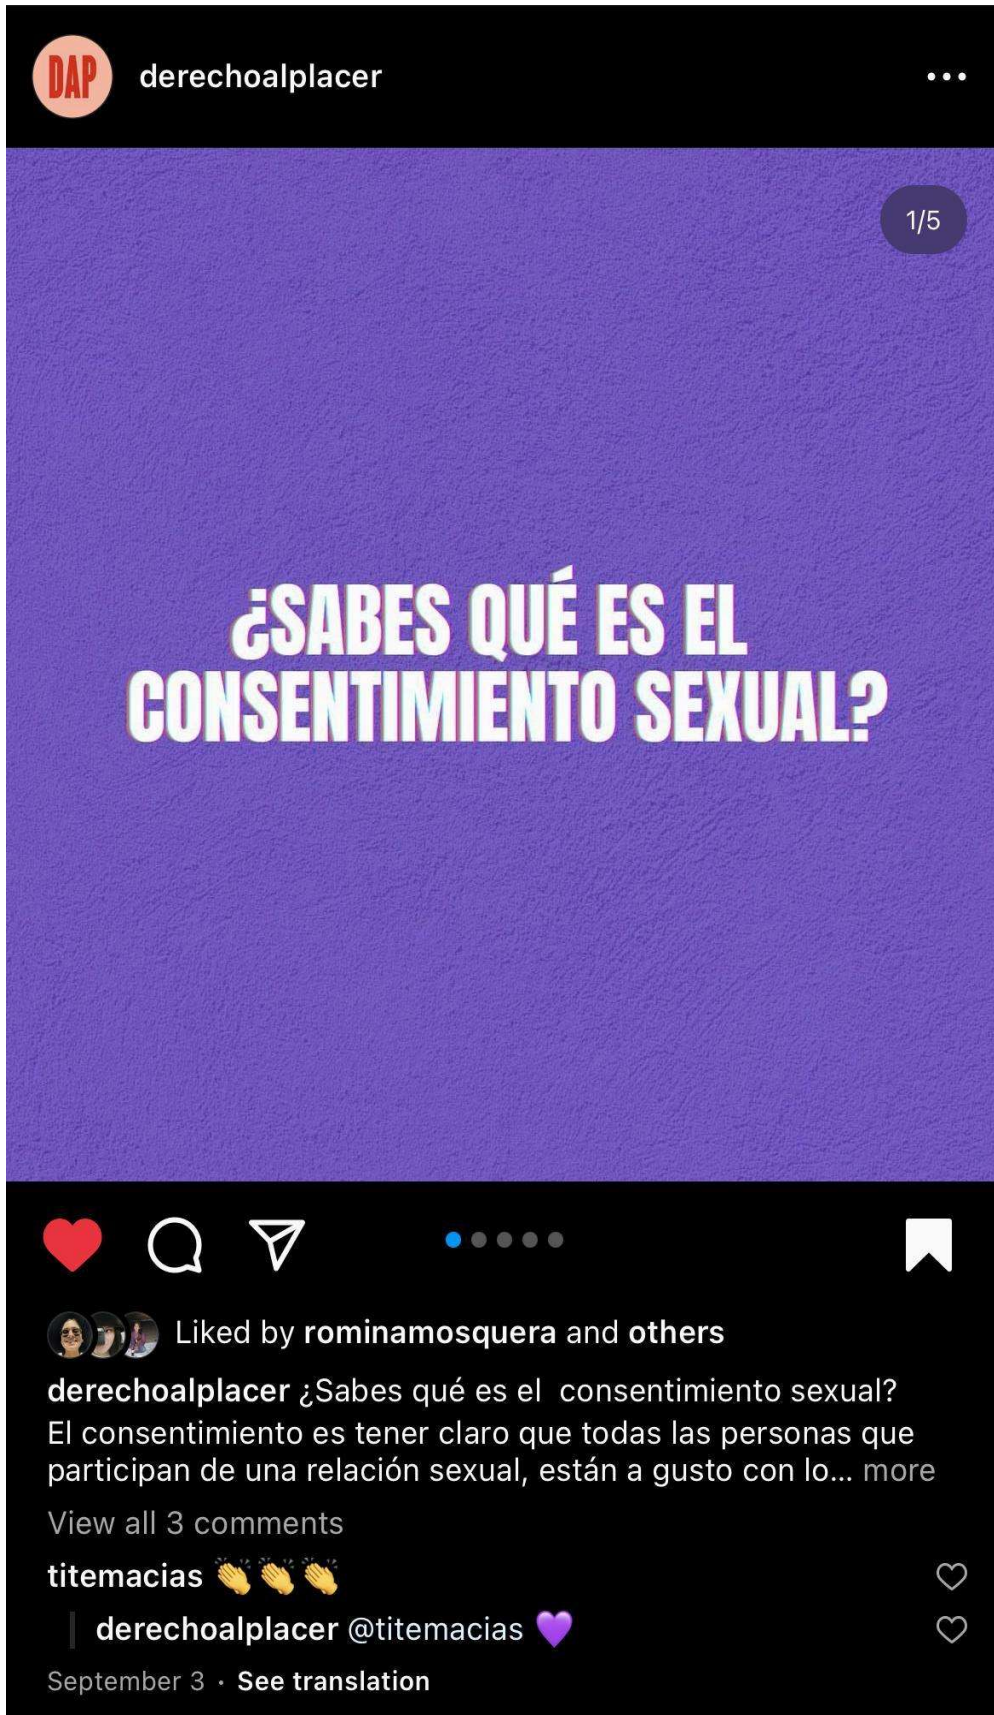 DAP
derechoalplacer
1/5
¿SABES QUÉ ES EL
CONSENTIMIENTO SEXUAL?
Liked by rominamosquera and others
derechoalplacer ¿Sabes qué es el  consentimiento sexual?
El consentimiento es tener claro que todas las personas que
participan de una relación sexual, están a gusto con lo... more
View all 3 comments
titemacias 👏👏👏
derechoalplacer @titemacias 💜
September 3 · See translation